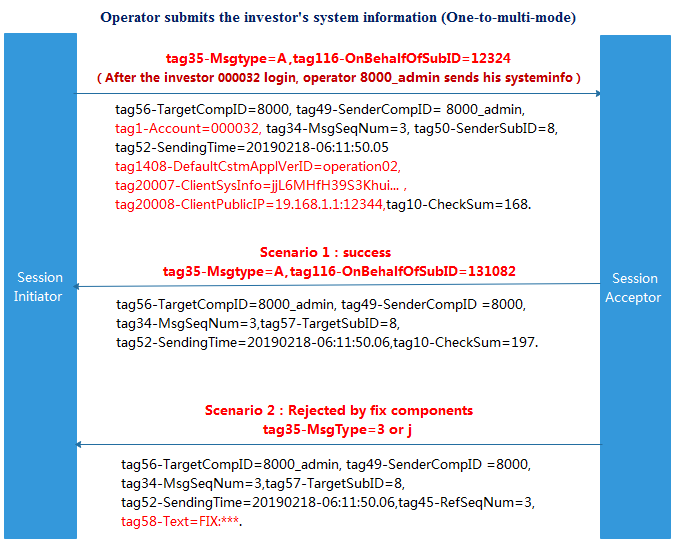 Operator submits the investor's system information (One-to-multi-mode)
tag35-Msgtype=A,tag116-OnBehalfOfSubID=12324
( After the investor 000032 login, operator 8000_admin sends his systeminfo )
tag56-TargetCompID=8000, tag49-SenderCompID= 8000_admin,
tag1-Account=000032, tag34-MsgSeqNum=3, tag50-SenderSubID=8,
tag52-SendingTime=20190218-06:11:50.05
tag1408-DefaultCstmApplVerID=operation02,
tag20007-ClientSysInfo=jjL6MHfH39S3Khui... ,
tag20008-ClientPublicIP=19.168.1.1:12344,tag10-CheckSum=168.
Scenario 1 : success
tag35-Msgtype=A,tag116-OnBehalfOfSubID=131082
Session
Initiator
Session
Acceptor
tag56-TargetCompID=8000_admin, tag49-SenderCompID =8000,
tag34-MsgSeqNum=3,tag57-TargetSubID=8,
tag52-SendingTime=20190218-06:11:50.06,tag10-CheckSum=197.
Scenario 2 : Rejected by fix components
tag35-MsgType=3 or j
tag56-TargetCompID=8000_admin, tag49-SenderCompID =8000,
tag34-MsgSeqNum=3,tag57-TargetSubID=8,
tag52-SendingTime=20190218-06:11:50.06,tag45-RefSeqNum=3,
tag58-Text=FIX:***.